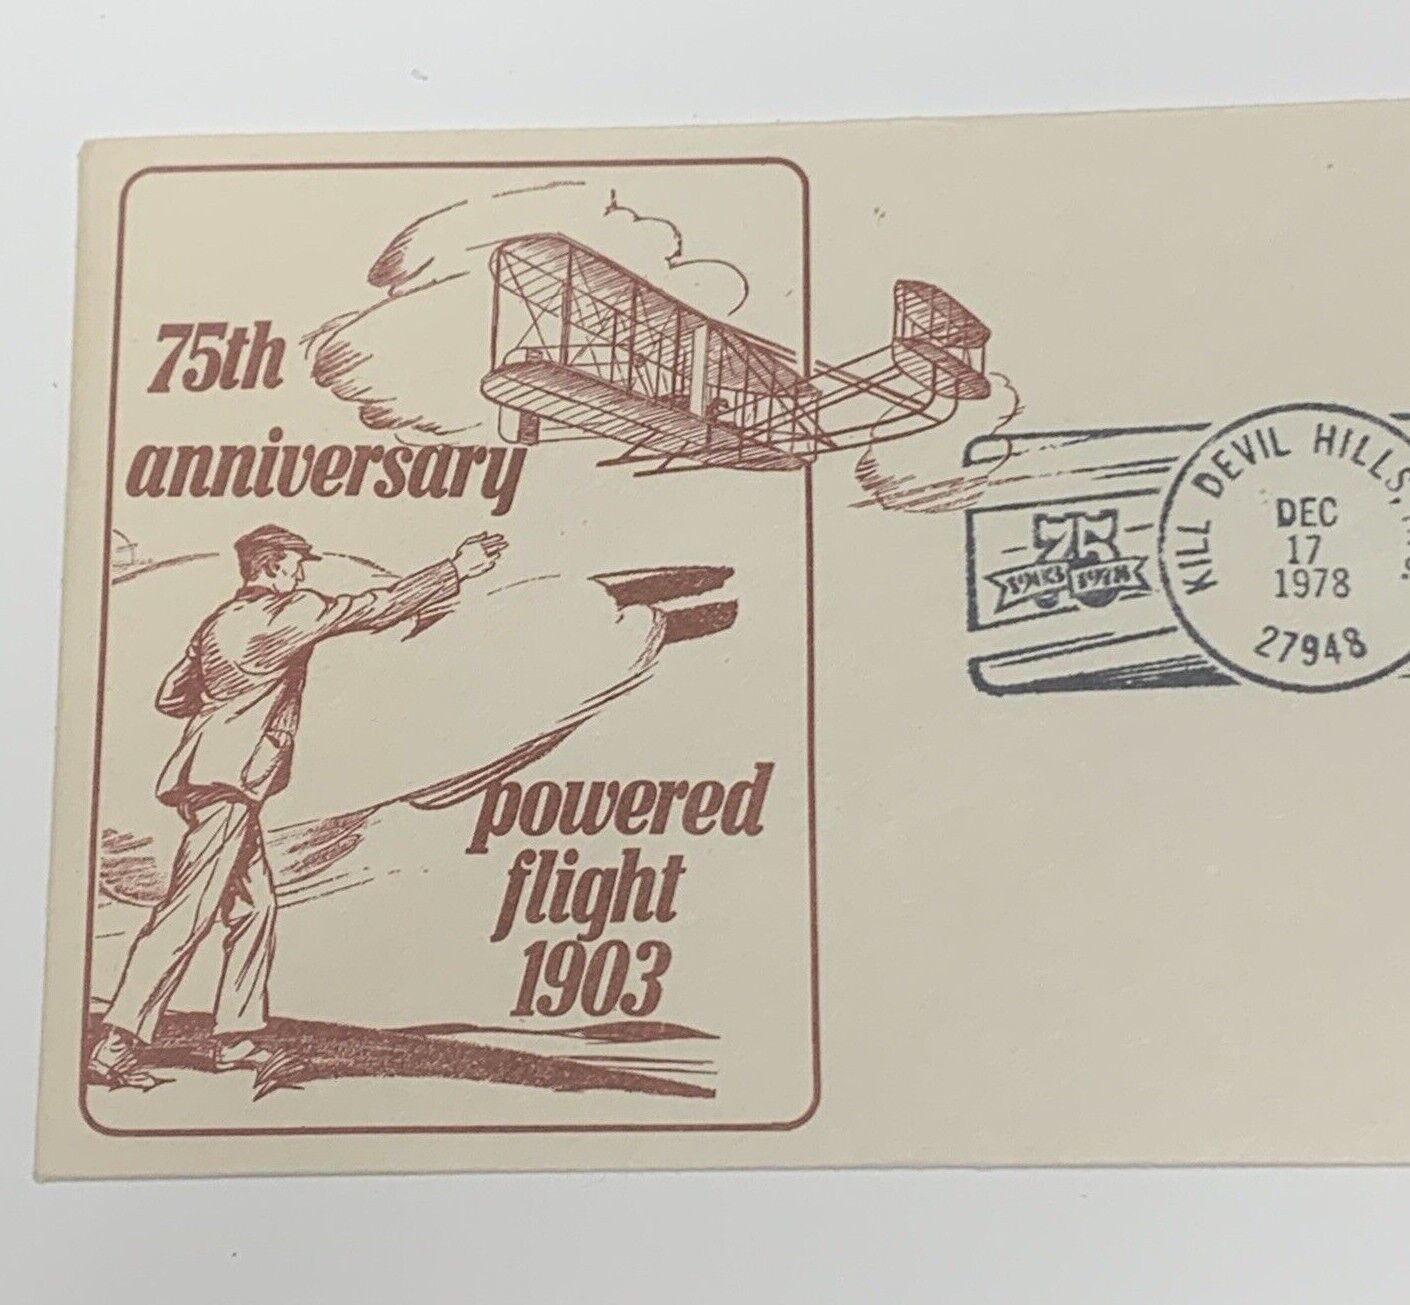 75th
anniversary
powered
flight
1903
KILL DEVIL HILLS,
DEC
17
1978
27948
75
1903 1978